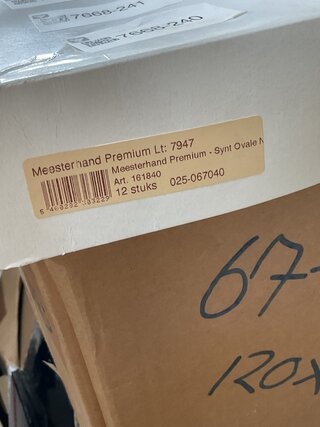 7668-241
7668-240
Meesterhand Premium Lt: 7947
Meesterhand Premium - Synt Ovale N
Art. 161840
12 stuks 025-067040
67-
120x